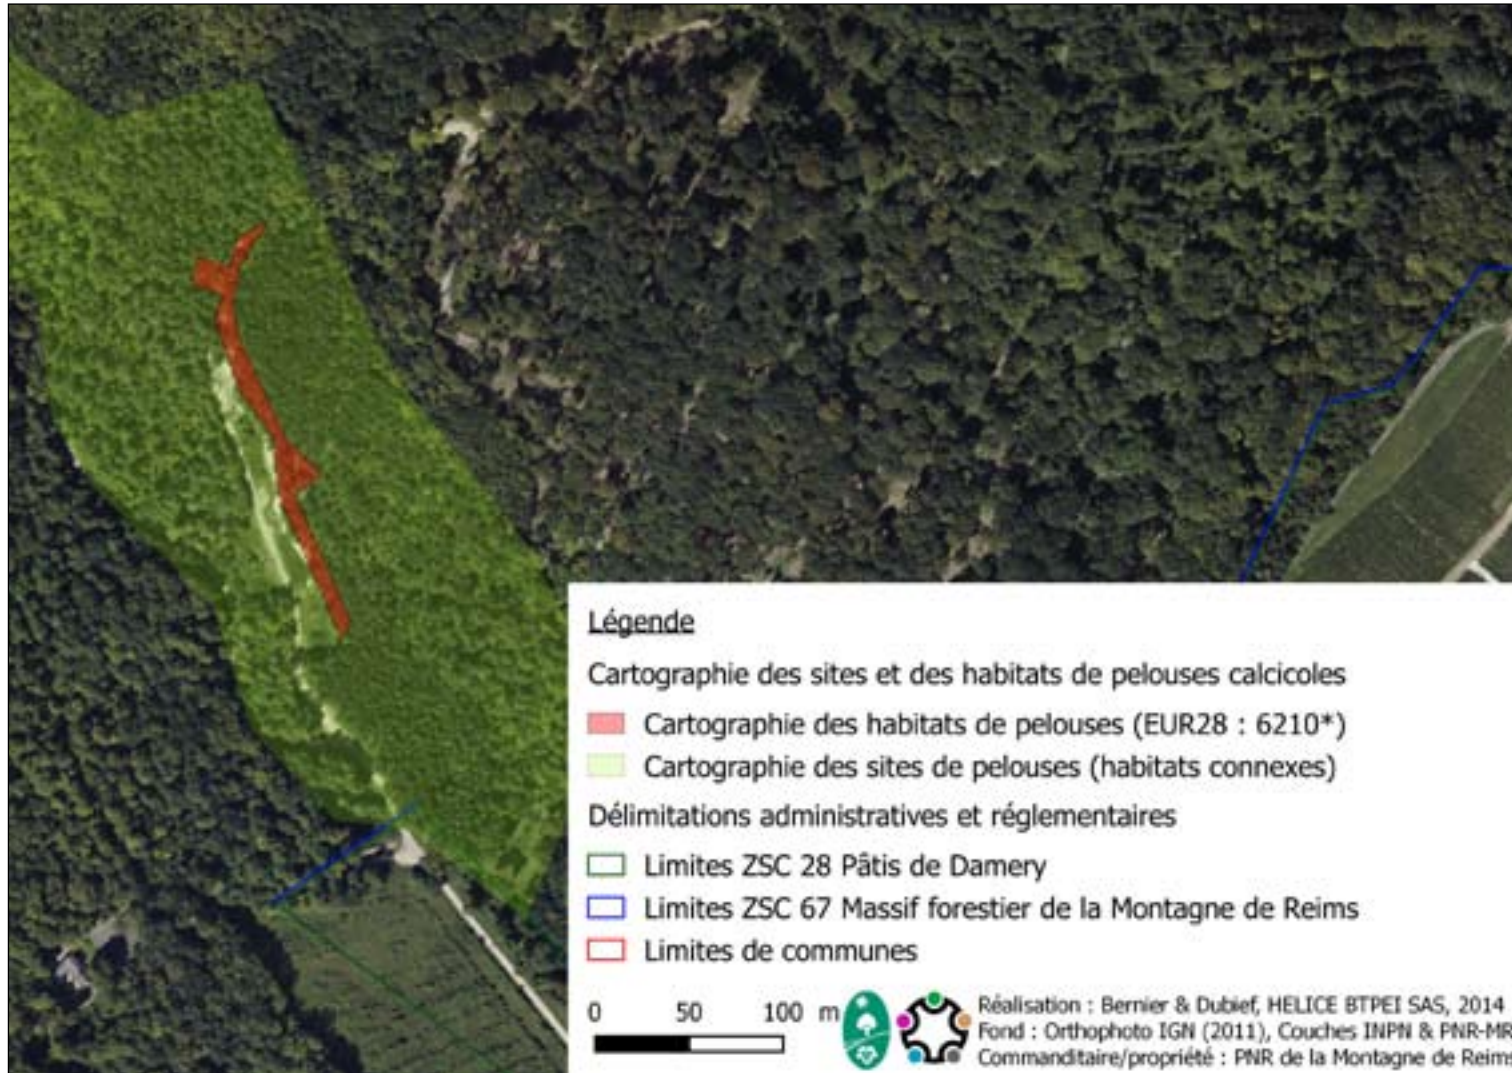 Légende
Cartographie des sites et des habitats de pelouses calcicoles
Cartographie des habitats de pelouses (EUR28 : 6210*)
Cartographie des sites de pelouses (habitats connexes)
Délimitations administratives et réglementaires
Limites ZSC 28 Pâtis de Damery
Limites ZSC 67 Massif forestier de la Montagne de Reims
Limites de communes
0 50 100 m
Réalisation : Bernier & Dubief, HELICE BTPEI SAS, 2014
Fond : Orthophoto IGN (2011), Couches INPN & PNR-MR
Commanditaire/propriété : PNR de la Montagne de Reims